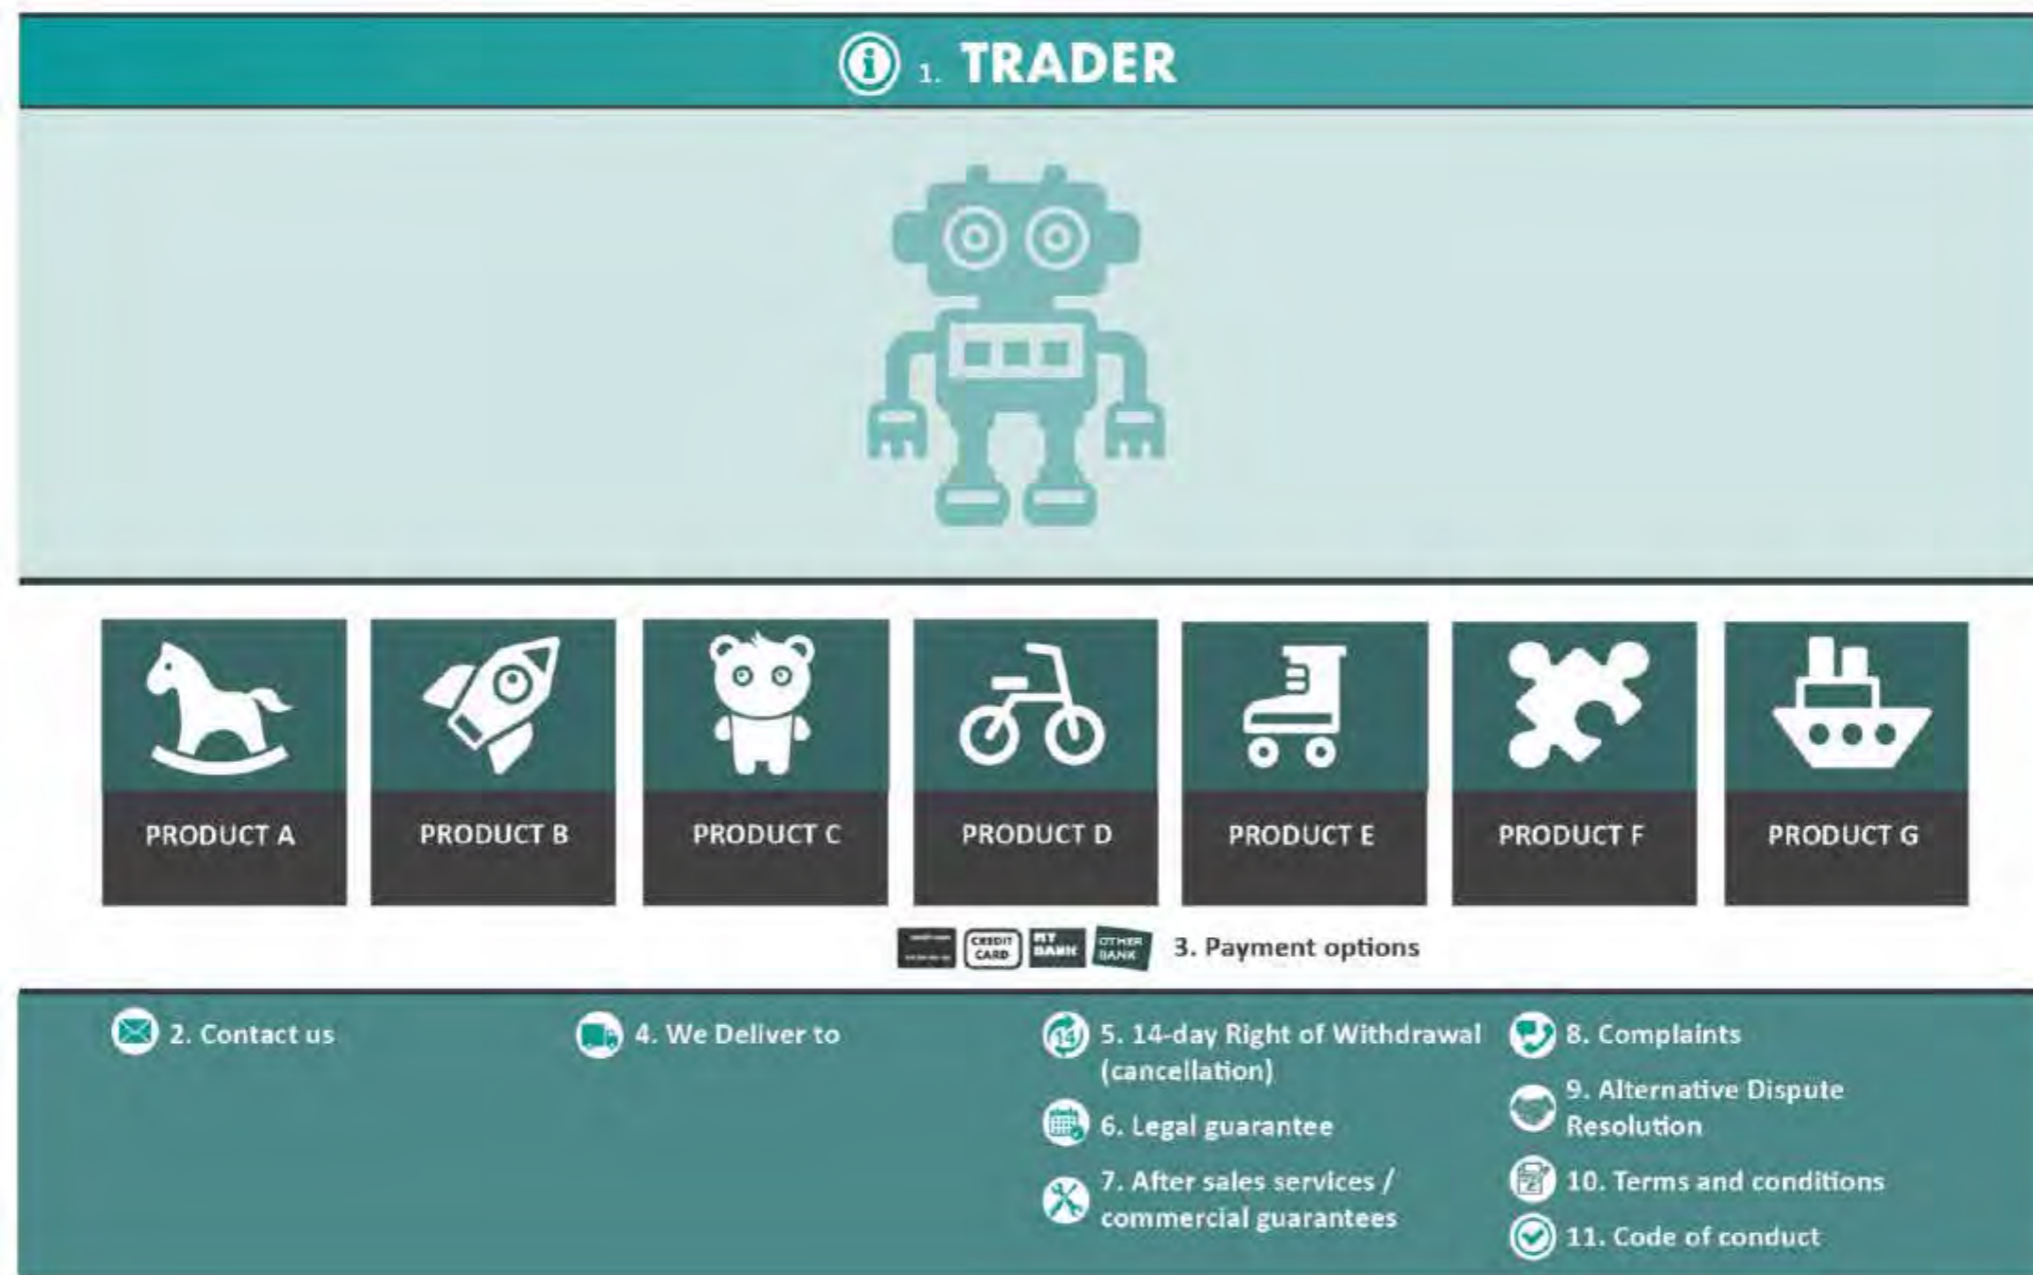 1. TRADER
PRODUCT A
PRODUCT B
PRODUCT C
PRODUCT D
PRODUCT E
PRODUCT F
PRODUCT G
CREDIT
CARD
MY
BANK
OTHER
BANK
3. Payment options
2. Contact us
4. We Deliver to
14
5. 14-day Right of Withdrawal
(cancellation)
6. Legal guarantee
7. After sales services /
commercial guarantees
8. Complaints
9. Alternative Dispute
Resolution
10. Terms and conditions
11. Code of conduct